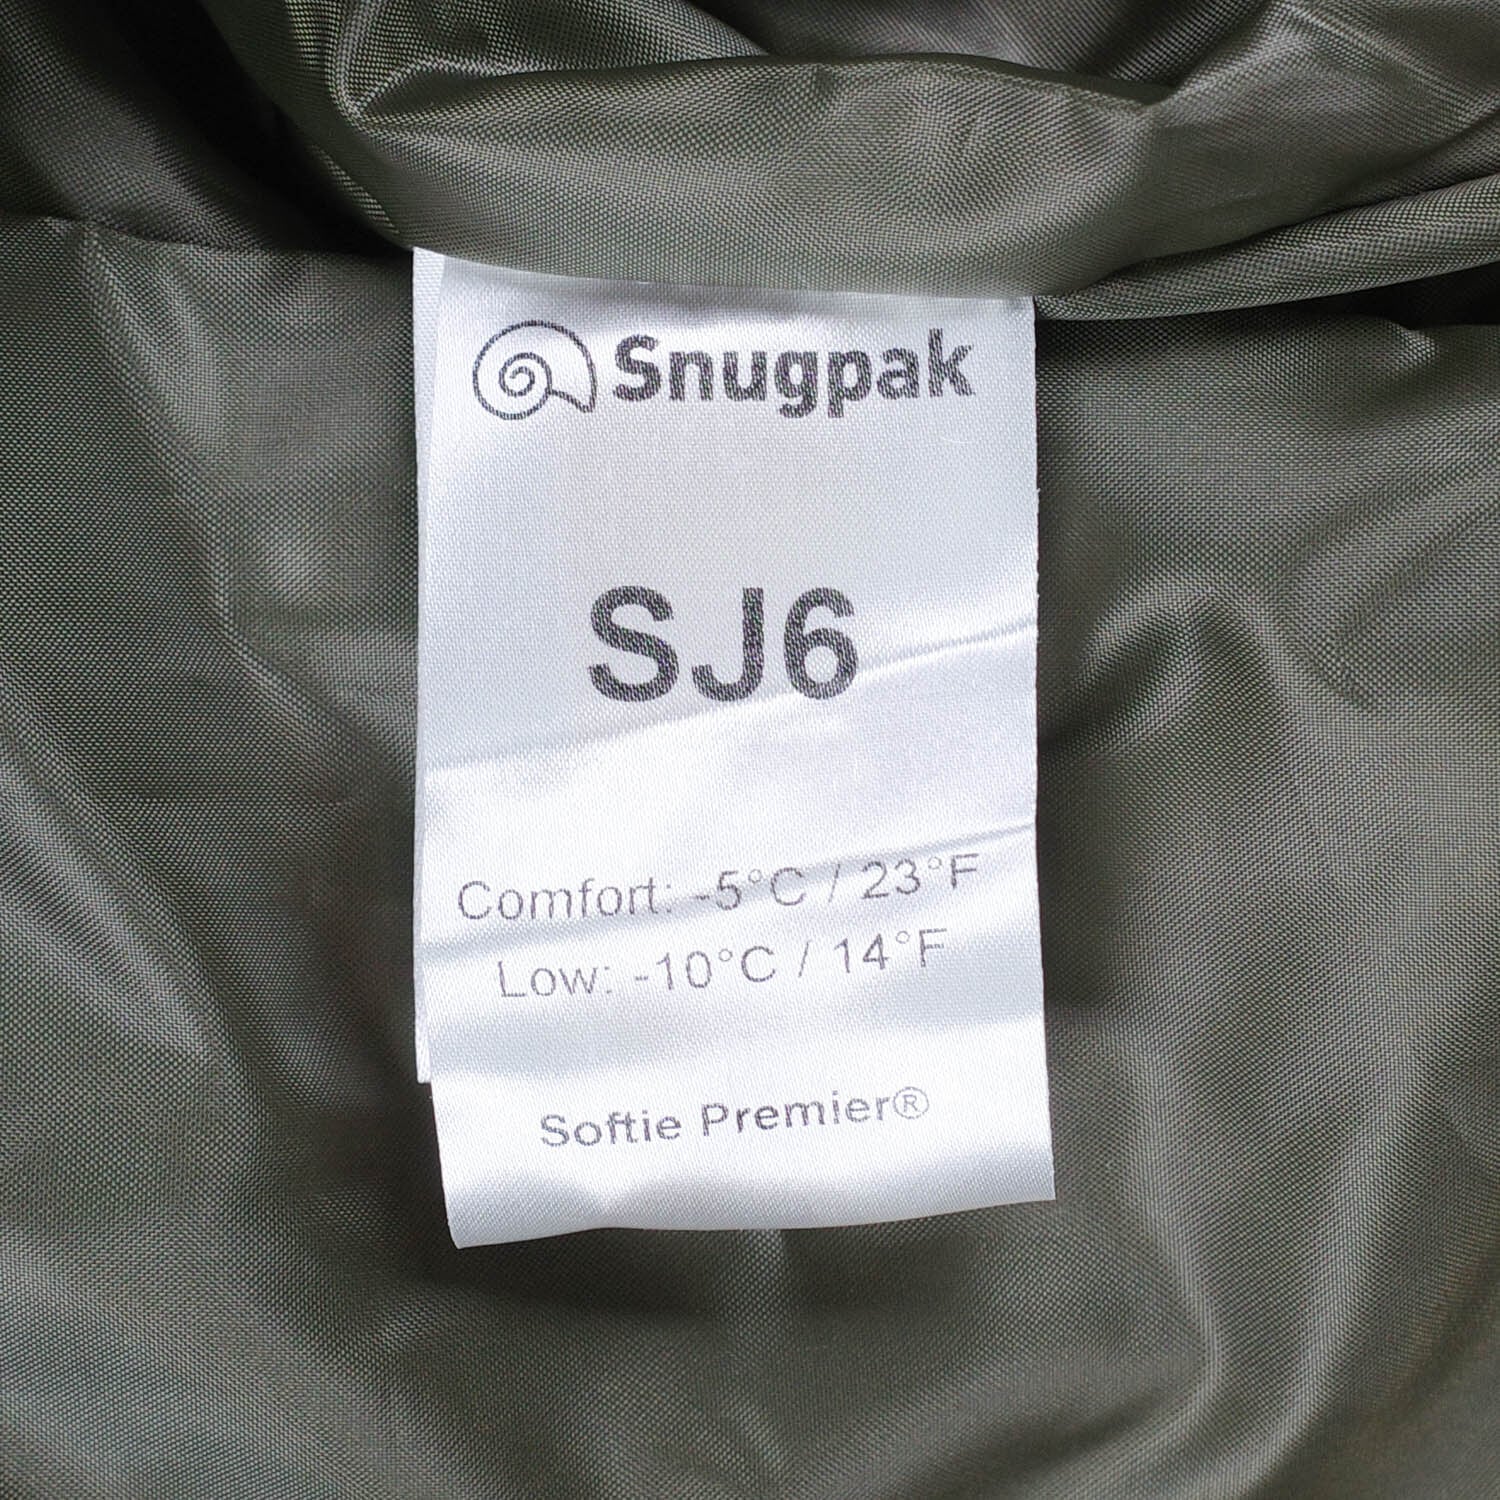 Snugpak
SJ6
Comfort: -5°C / 23°F
Low: -10°C / 14°F
Softie Premier®